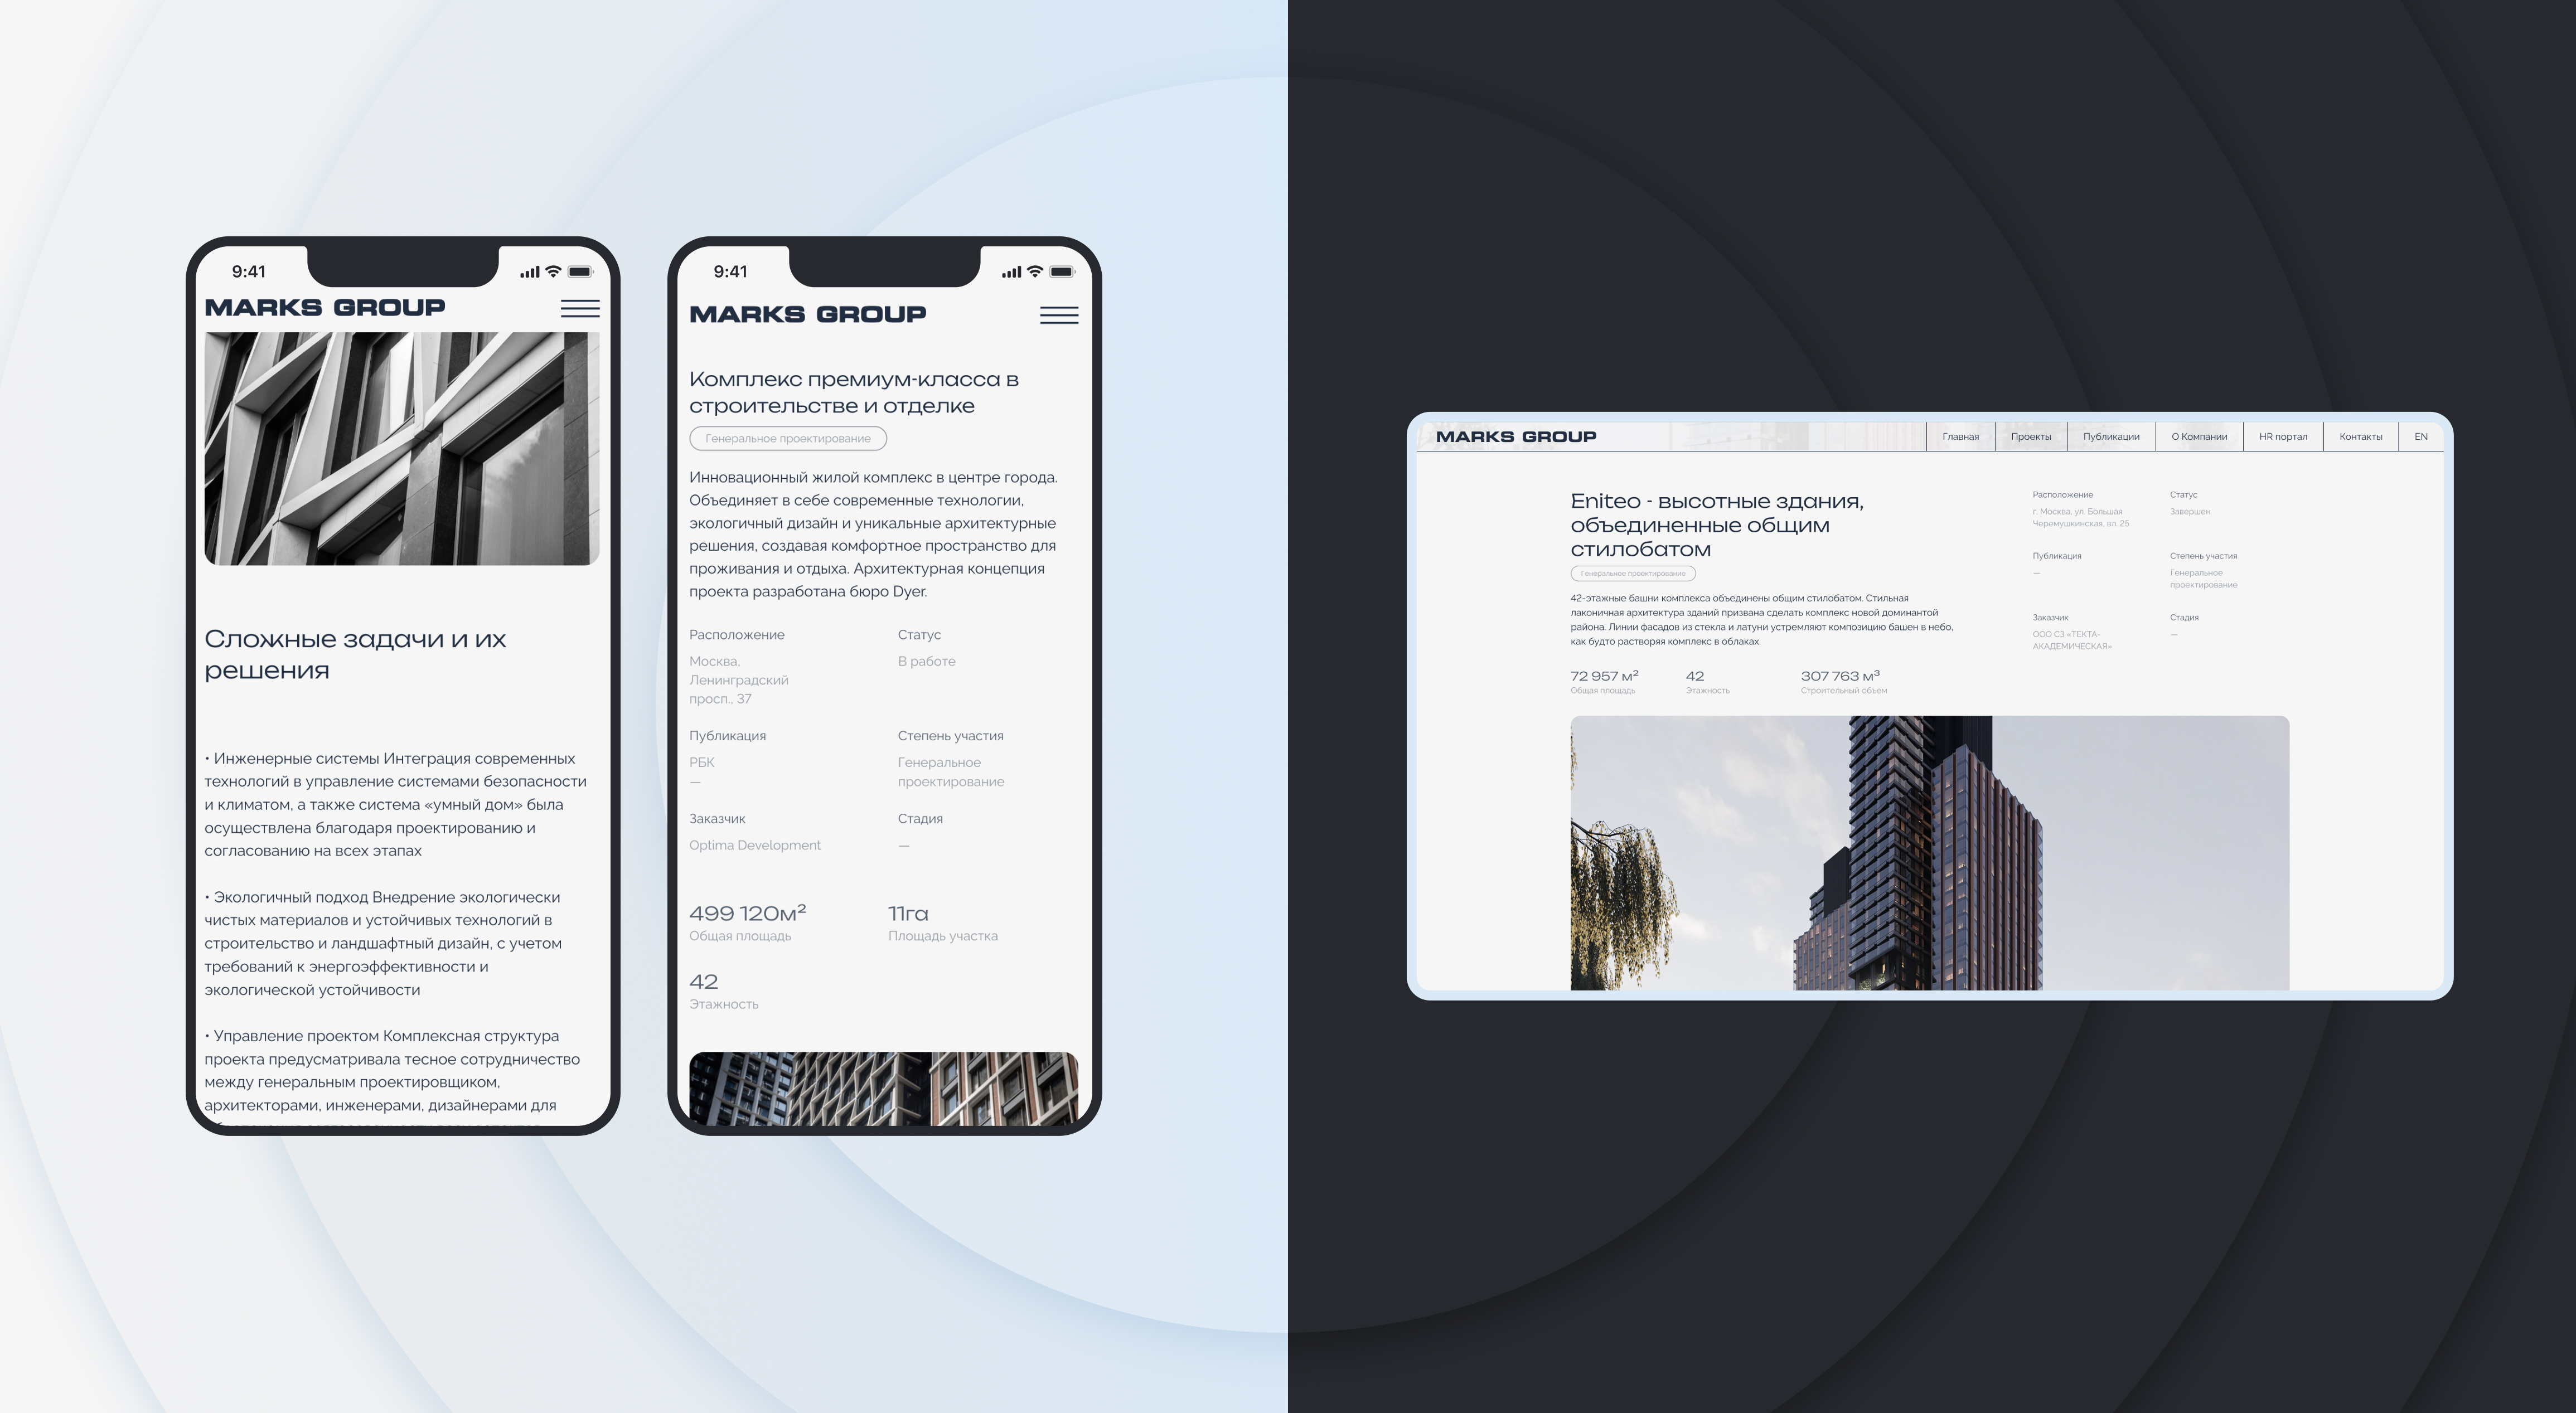 9:41
MARKS GROUP
Сложные задачи и их
решения
• Инженерные системы Интеграция современных
технологий в управление системами безопасности
и климатом, а также система «умный дом» была
осуществлена благодаря проектированию и
согласованию на всех этапах
• Экологичный подход Внедрение экологически
чистых материалов и устойчивых технологий в
строительство и ландшафтный дизайн, с учетом
требований к энергоэффективности и
экологической устойчивости
• Управление проектом Комплексная структура
проекта предусматривала тесное сотрудничество
между генеральным проектировщиком,
архитекторами, инженерами, дизайнерами для
9:41
MARKS GROUP
Комплекс премиум-класса в
строительстве и отделке
Генеральное проектирование
Инновационный жилой комплекс в центре города.
Объединяет в себе современные технологии,
экологичный дизайн и уникальные архитектурные
решения, создавая комфортное пространство для
проживания и отдыха. Архитектурная концепция
проекта разработана бюро Dyer.
Расположение
Москва,
Ленинградский
просп., 37
Статус
В работе
Публикация
РБК
—
Степень участия
Генеральное
проектирование
Заказчик
Optima Development
Стадия
—
499 120м²
Общая площадь
11га
Площадь участка
42
Этажность
MARKS GROUP
Главная
Проекты
Публикации
О Компании
HR портал
Контакты
EN
Eniteo - высотные здания,
объединенные общим
стилобатом
Генеральное проектирование
42-этажные башни комплекса объединены общим стилобатом. Стильная
лаконичная архитектура зданий призвана сделать комплекс новой доминантой
района. Линии фасадов из стекла и латуни устремляют композицию башен в небо,
как будто растворяя комплекс в облаках.
72 957 м²
Общая площадь
42
Этажность
307 763 м³
Строительный объем
Расположение
г. Москва, ул. Большая
Черемушкинская, вл. 25
Статус
Завершен
Публикация
—
Степень участия
Генеральное
проектирование
Заказчик
ООО СЗ «ТЕКТА-
АКАДЕМИЧЕСКАЯ»
Стадия
—